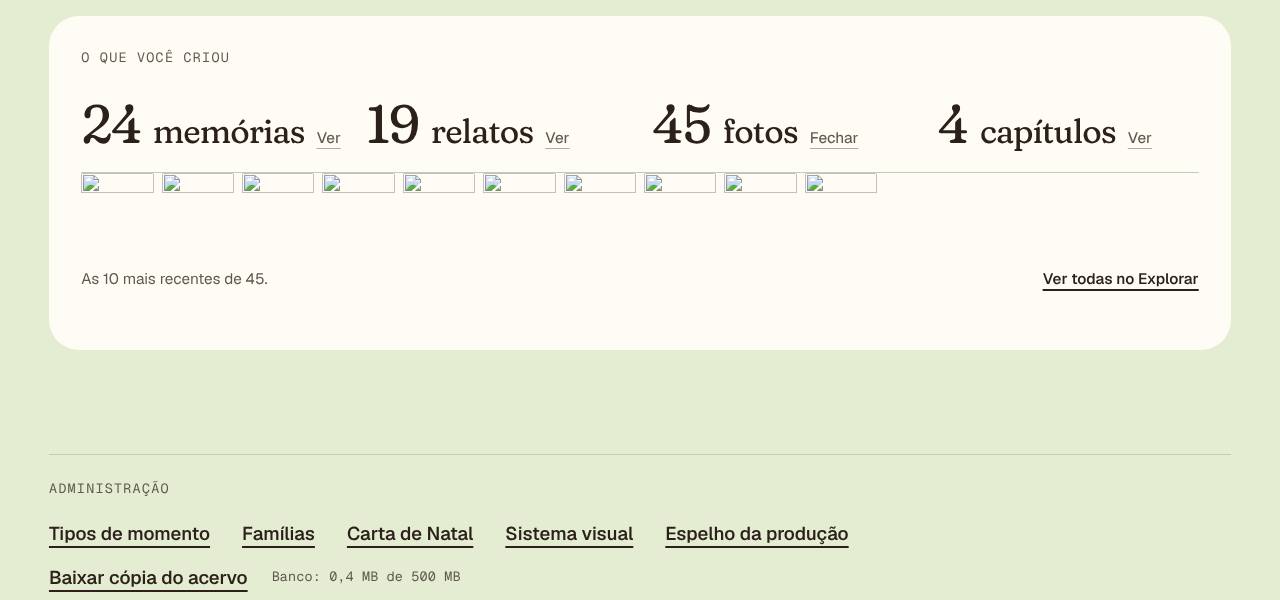 O QUE VOCÊ CRIOU
24 memórias Ver 19 relatos Ver 45 fotos Fechar 4 capítulos Ver
As 10 mais recentes de 45. Ver todas no Explorar
ADMINISTRAÇÃO
Tipos de momento Famílias Carta de Natal Sistema visual Espelho da produção
Baixar cópia do acervo Banco: 0,4 MB de 500 MB